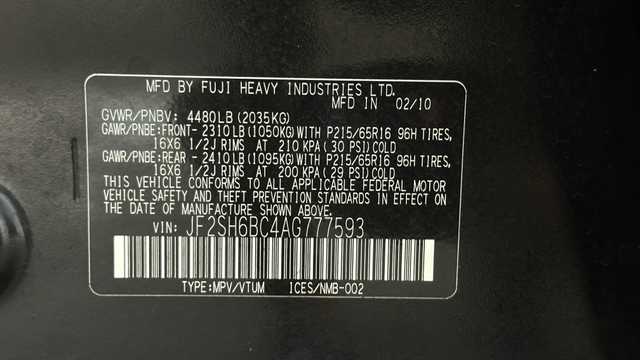 MFD BY FUJI HEAVY INDUSTRIES LTD.
MFD. IN 02/10
GVWR/PNBV: 4480LB (2035KG)
GAWR/PNBE:FRONT- 2310LB (1050KG) WITH P215/65R16 96H TIRES,
16X6 1/2J RIMS AT 210 KPA (30 PSI) COLD
GAWR/PNBE:REAR - 2410LB (1095KG) WITH P215/65R16 96H TIRES,
16X6 1/2J RIMS AT 200 KPA (29 PSI) COLD
THIS VEHICLE CONFORMS TO ALL APPLICABLE FEDERAL MOTOR
VEHICLE SAFETY AND THEFT PREVENTION STANDARDS IN EFFECT ON THE
DATE OF MANUFACTURE SHOWN ABOVE.
VIN: JF2SH6BC4AG777593
TYPE:MPV/VTUM ICES/NMB-002